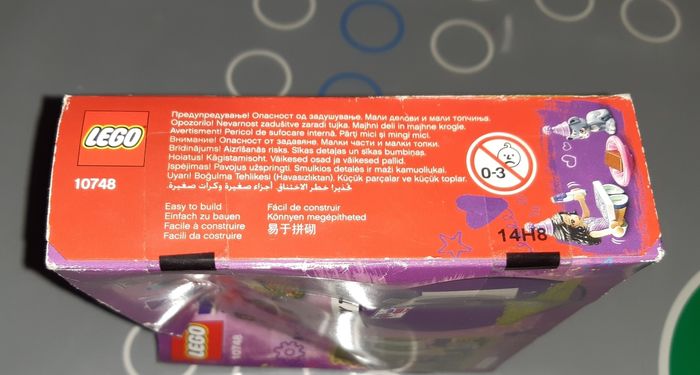 LEGO
10748
Предупредување! Опасност од задушување. Мали делови и мали топчиња.
Opozorilo! Nevarnost zadušitve zaradi tujka. Majhni deli in majhne krogle.
Avertisment! Pericol de sufocare internă. Părţi mici şi mingi mici.
Внимание! Опасност от задавяне. Малки части и малки топки.
Brīdinājums! Aizrīšanās risks. Sīkas detaļas un sīkas bumbiņas.
Hoiatus! Kägistamisoht. Väikesed osad ja väikesed pallid.
Įspėjimas! Pavojus užspringti. Smulkios detalės ir maži kamuoliukai.
Uyarı! Boğulma Tehlikesi (Havasızlıktan). Küçük parçalar ve küçük toplar.
تحذير! خطر الاختناق. أجزاء صغيرة وكرات صغيرة.
0-3
Easy to build
Einfach zu bauen
Facile à construire
Facili da costruire
Fácil de construir
Könnyen megépítheted
易于拼砌
14H8
LEGO
10748